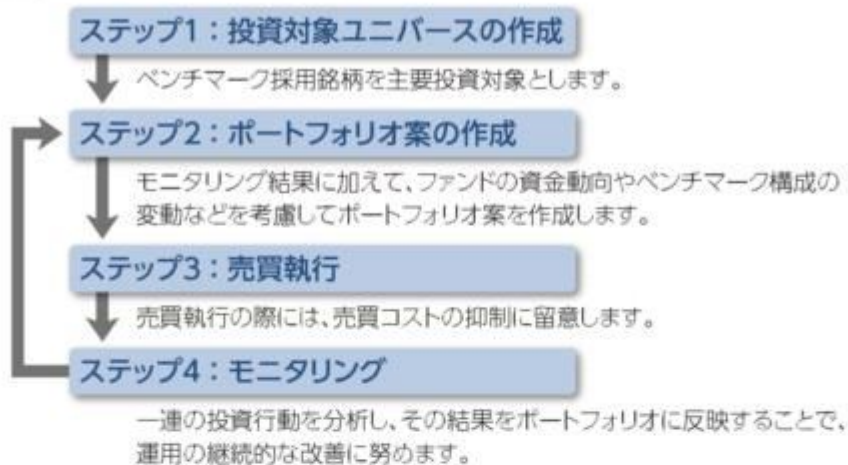 ステップ1：投資対象ユニバースの作成
ベンチマーク採用銘柄を主要投資対象とします。
ステップ2：ポートフォリオ案の作成
モニタリング結果に加えて、ファンドの資金動向やベンチマーク構成の
変動などを考慮してポートフォリオ案を作成します。
ステップ3：売買執行
売買執行の際には、売買コストの抑制に留意します。
ステップ4：モニタリング
一連の投資行動を分析し、その結果をポートフォリオに反映することで、
運用の継続的な改善に努めます。